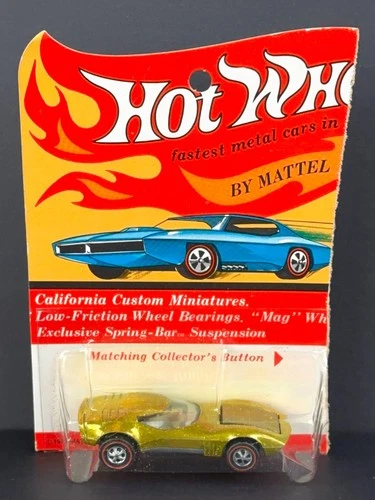 HOT WHE
fastest metal cars in
BY MATTEL
California Custom Miniatures.
Low-Friction Wheel Bearings. "Mag" Wh
Exclusive Spring-Bar Suspension
Matching Collector's Button